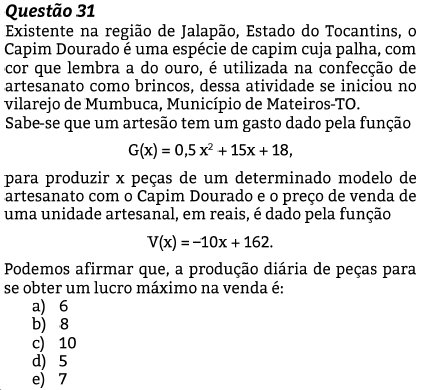 Questão 31
Existente na região de Jalapão, Estado do Tocantins, o
Capim Dourado é uma espécie de capim cuja palha, com
cor que lembra a do ouro, é utilizada na confecção de
artesanato como brincos, dessa atividade se iniciou no
vilarejo de Mumbuca, Município de Mateiros-TO.
Sabe-se que um artesão tem um gasto dado pela função
G(x) = 0,5 x² + 15x + 18,
para produzir x peças de um determinado modelo de
artesanato com o Capim Dourado e o preço de venda de
uma unidade artesanal, em reais, é dado pela função
V(x) = –10x + 162.
Podemos afirmar que, a produção diária de peças para
se obter um lucro máximo na venda é:
a) 6
b) 8
c) 10
d) 5
e) 7